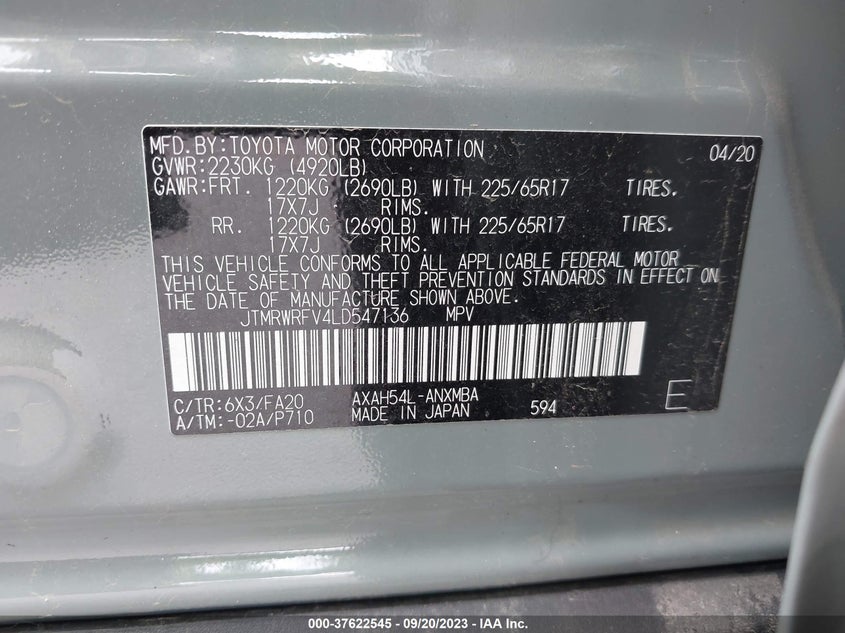 MFD.BY:TOYOTA MOTOR CORPORATION 04/20
GVWR:2230KG (4920LB)
GAWR:FRT. 1220KG (2690LB) WITH 225/65R17 TIRES.
17X7J RIMS.
RR. 1220KG (2690LB) WITH 225/65R17 TIRES.
17X7J RIMS.
THIS VEHICLE CONFORMS TO ALL APPLICABLE FEDERAL MOTOR
VEHICLE SAFETY AND THEFT PREVENTION STANDARDS IN EFFECT ON
THE DATE OF MANUFACTURE SHOWN ABOVE.
JTMRWRFV4LD547136 MPV
C/TR:6X3/FA20 AXAH54L-ANXMBA
A/TM:-02A/P710 MADE IN JAPAN 594 E
000-37622545 - 09/20/2023 - IAA Inc.